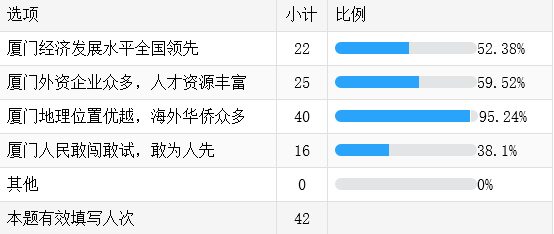 选项 小计 比例
厦门经济发展水平全国领先 22 52.38%
厦门外资企业众多，人才资源丰富 25 59.52%
厦门地理位置优越，海外华侨众多 40 95.24%
厦门人民敢闯敢试，敢为人先 16 38.1%
其他 0 0%
本题有效填写人次 42